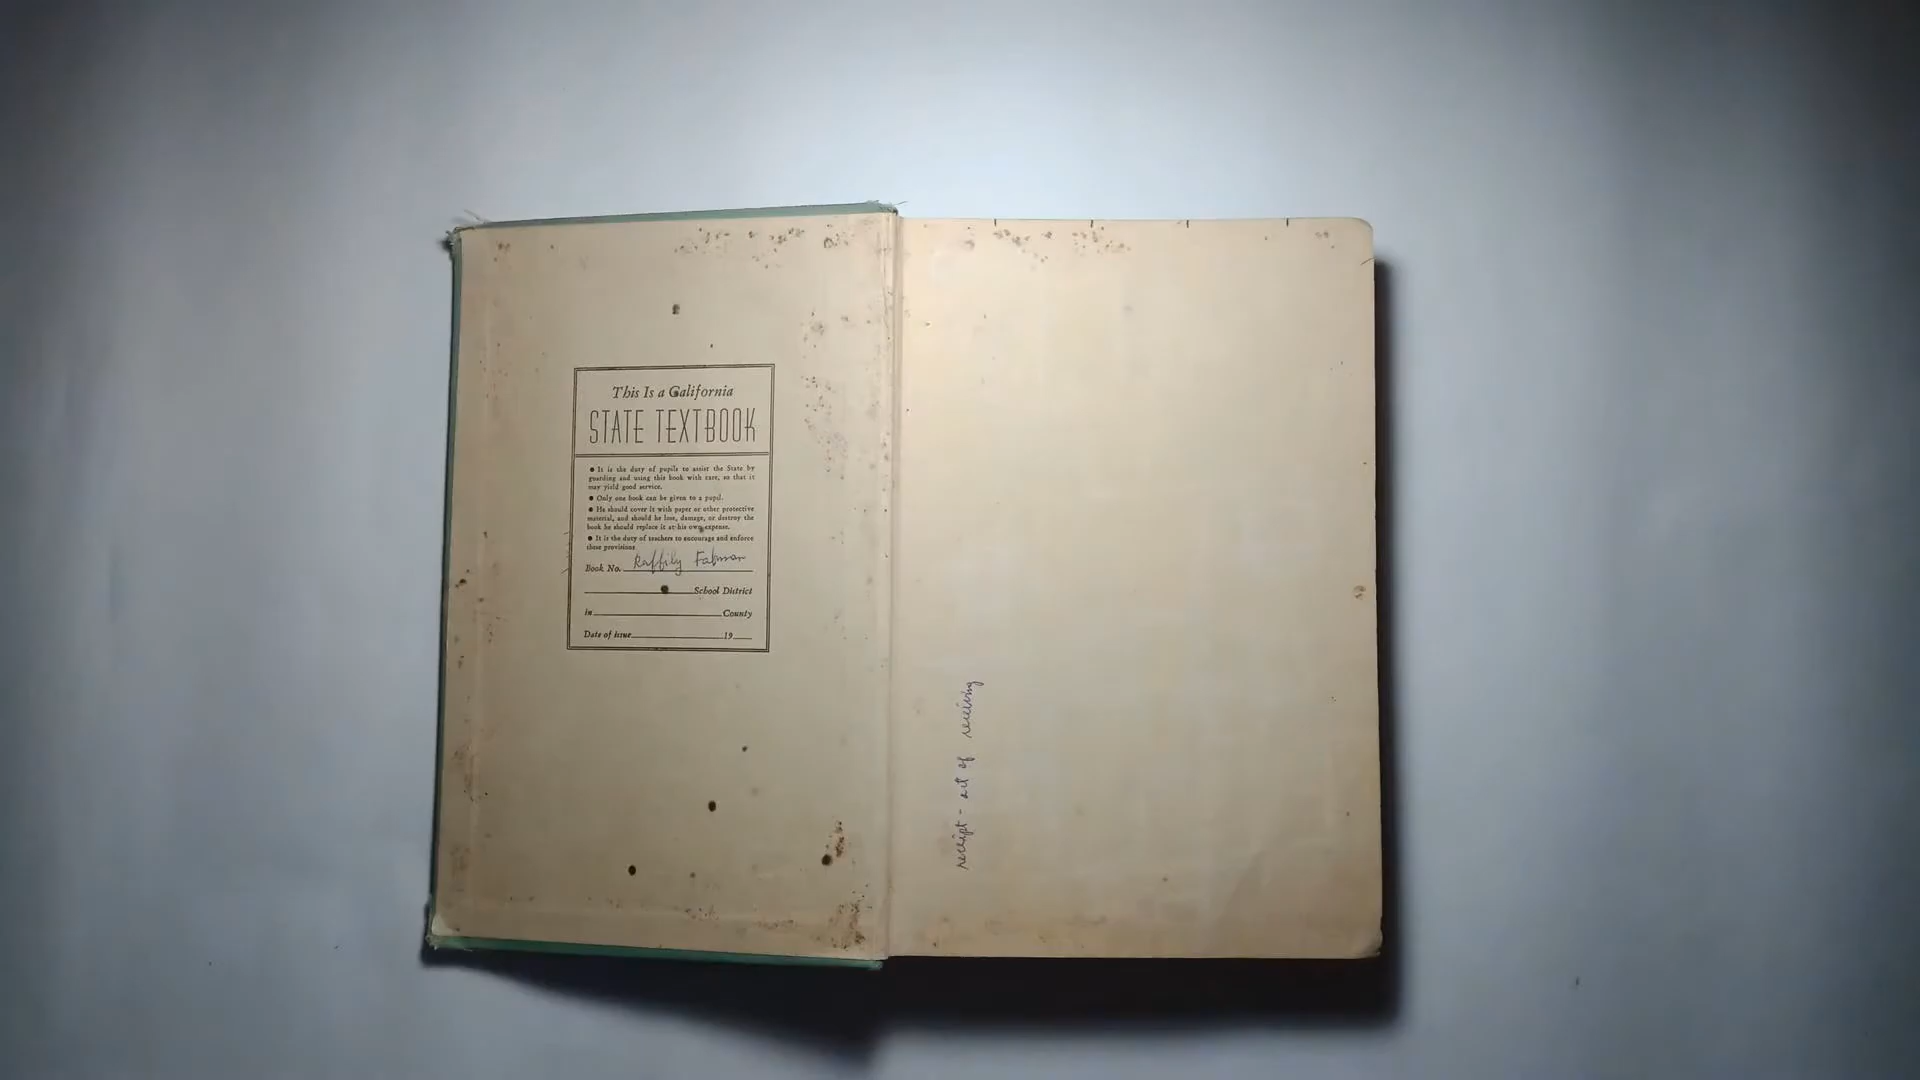 This Is a California
STATE TEXTBOOK
● It is the duty of pupils to assist the State by
guarding and using this book with care, so that it
may yield good service.
● Only one book can be given to a pupil.
● He should cover it with paper or other protective
material, and should he lose, damage, or destroy the
book he should replace it at his own expense.
● It is the duty of teachers to encourage and enforce
these provisions
Book No.
School District
in County
Date of issue 19
receipt - act of receiving